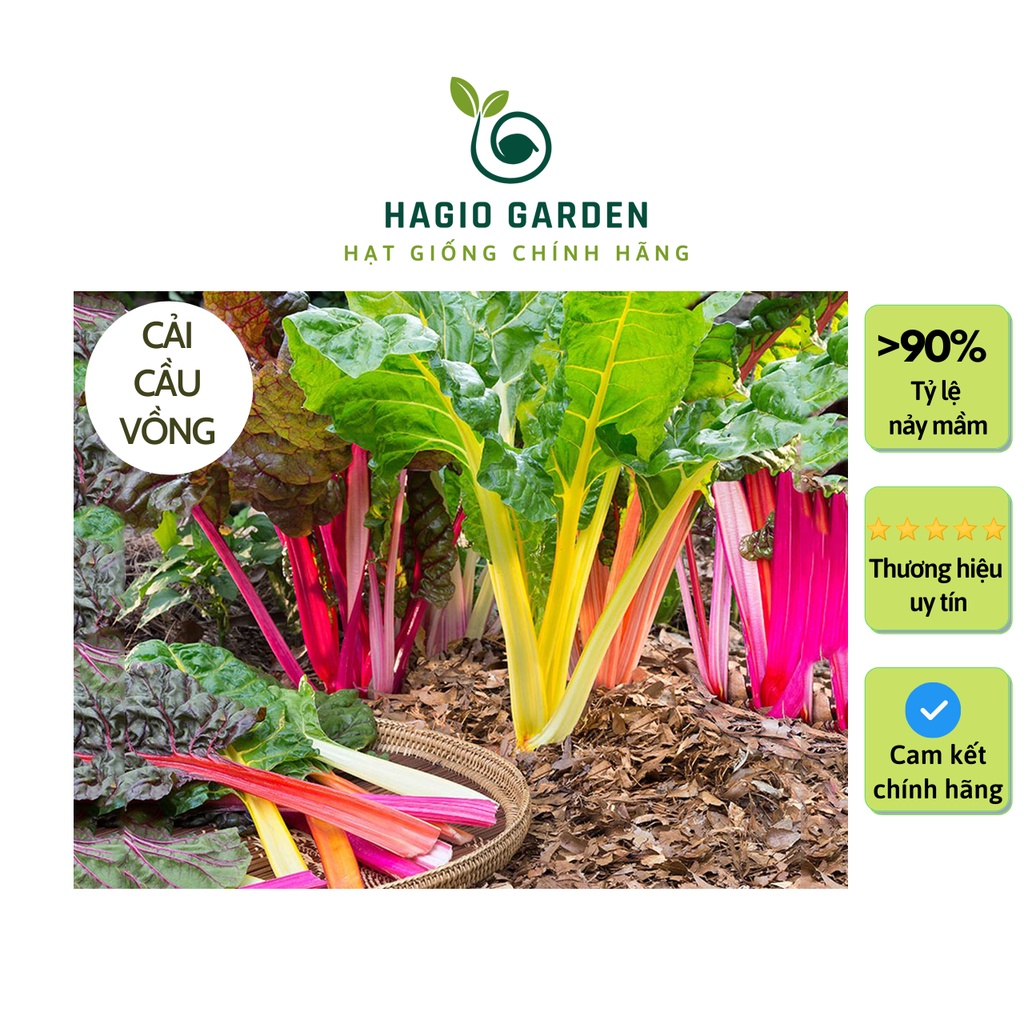 HAGIO GARDEN
HẠT GIỐNG CHÍNH HÃNG
CẢI
CẦU
VỒNG
>90%
Tỷ lệ
nảy mầm
Thương hiệu
uy tín
Cam kết
chính hãng